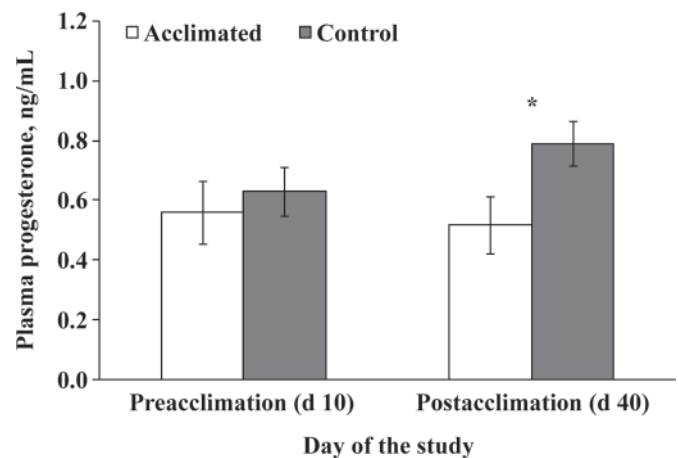 Plasma progesterone, ng/mL
1.2
1.0
0.8
0.6
0.4
0.2
0.0
Acclimated Control
*
Preacclimation (d 10) Postacclimation (d 40)
Day of the study